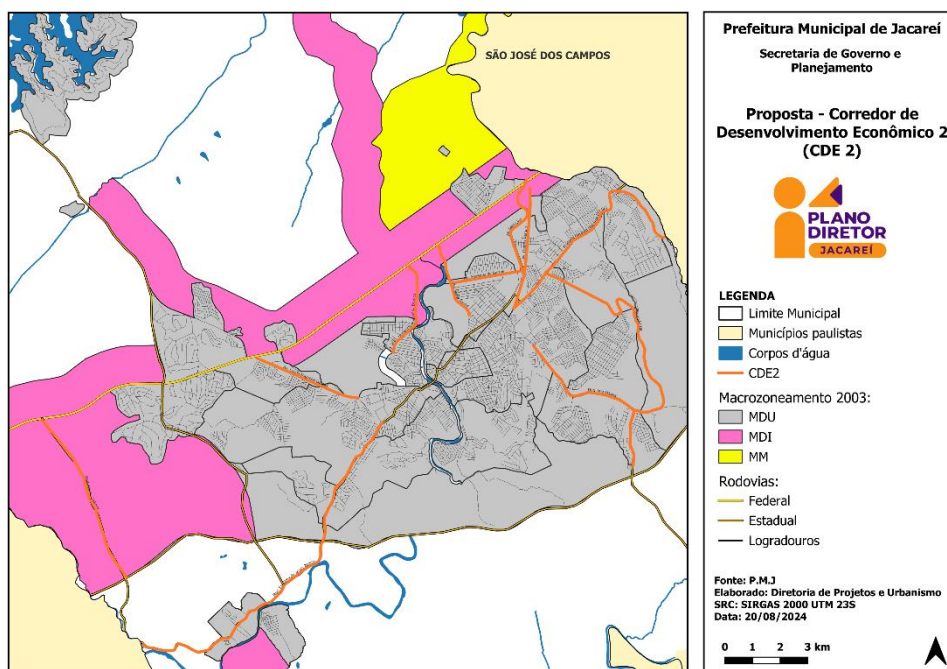 SÃO JOSÉ DOS CAMPOS
Prefeitura Municipal de Jacareí
Secretaria de Governo e
Planejamento
Proposta - Corredor de
Desenvolvimento Econômico 2
(CDE 2)
PLANO
DIRETOR
JACAREÍ
LEGENDA
Limite Municipal
Municípios paulistas
Corpos d'água
CDE2
Macrozoneamento 2003:
MDU
MDI
MM
Rodovias:
Federal
Estadual
Logradouros
Fonte: P.M.J
Elaborado: Diretoria de Projetos e Urbanismo
SRC: SIRGAS 2000 UTM 23S
Data: 20/08/2024
0 1 2 3 km